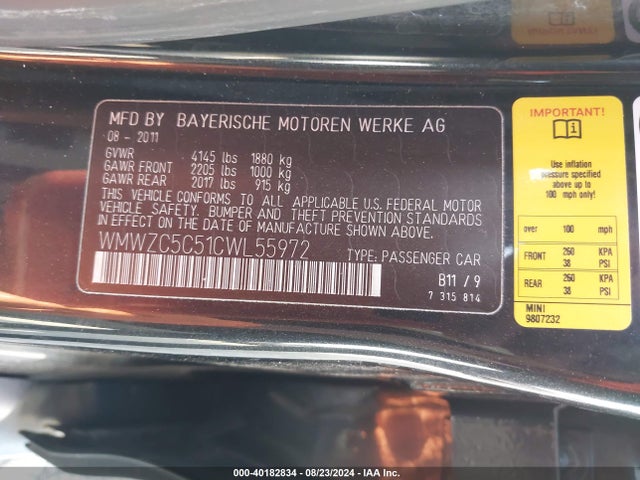 MFD BY BAYERISCHE MOTOREN WERKE AG
08 - 2011
GVWR 4145 lbs 1880 kg
GAWR FRONT 2205 lbs 1000 kg
GAWR REAR 2017 lbs 915 kg
THIS VEHICLE CONFORMS TO ALL APPLICABLE U.S. FEDERAL MOTOR
VEHICLE SAFETY, BUMPER AND THEFT PREVENTION STANDARDS
IN EFFECT ON THE DATE OF MANUFACTURE SHOWN ABOVE.
WMWZC5C51CWL55972 TYPE: PASSENGER CAR
B11 / 9
7 315 814
IMPORTANT!
Use inflation
pressure specified
above up to
100 mph only!
over 100 mph
FRONT 260 KPA
38 PSI
REAR 260 KPA
38 PSI
MINI
9807232
000-40182834 - 08/23/2024 - IAA Inc.